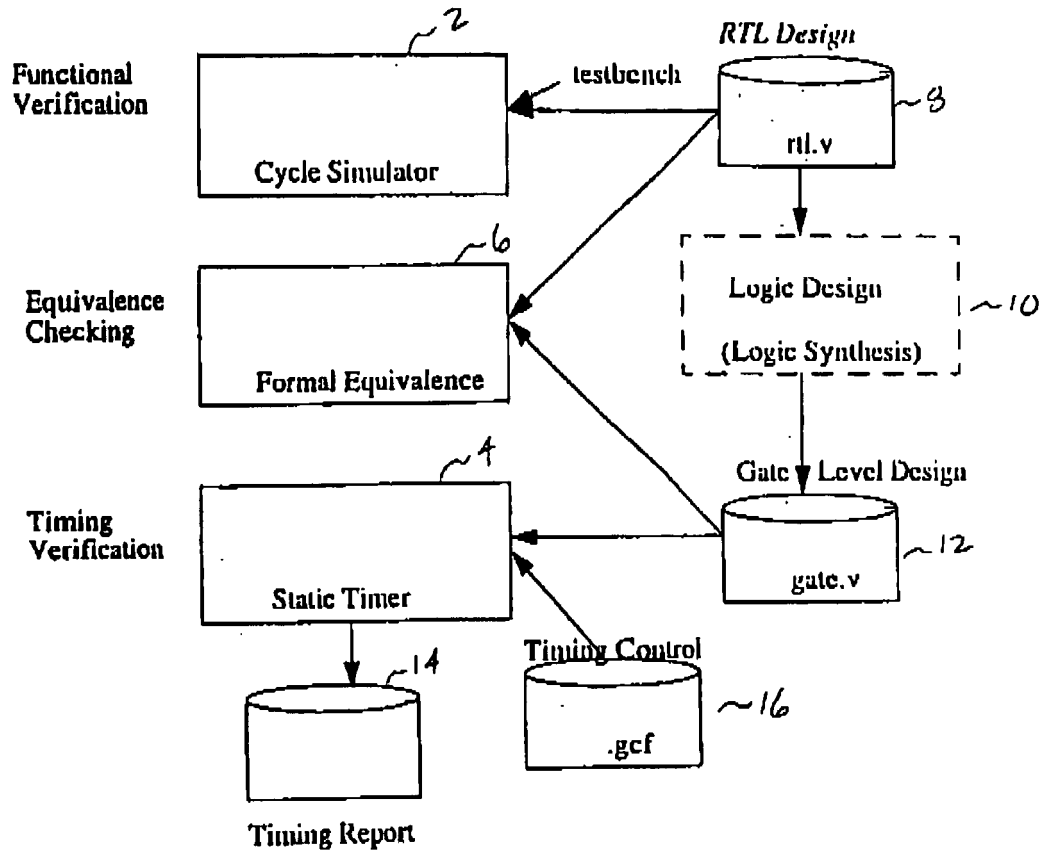 2
RTL Design
Functional
Verification
testbench
8
rtl.v
Cycle Simulator
6
Equivalence
Checking
Logic Design
10
(Logic Synthesis)
Formal Equivalence
4
Gate Level Design
Timing
Verification
12
gate.v
Static Timer
Timing Control
14
16
.gcf
Timing Report